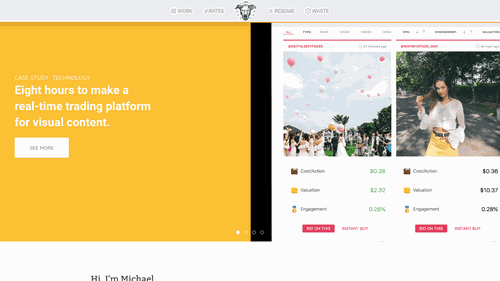 WORK
RATES
RESUME
WASTE
CASE STUDY · TECHNOLOGY
Eight hours to make a
real-time trading platform
for visual content.
SEE MORE
ALL
TYPE:
CPA:
ENGAGEMENT:
VALUATION:
37 minutes ago
Cost/Action $0.38
Valuation $2.32
Engagement 0.28%
BID ON THIS INSTANT BUY
Cost/Action $0.36
Valuation $10.37
Engagement 0.28%
BID ON THIS INSTANT BUY
Hi, I'm Michael